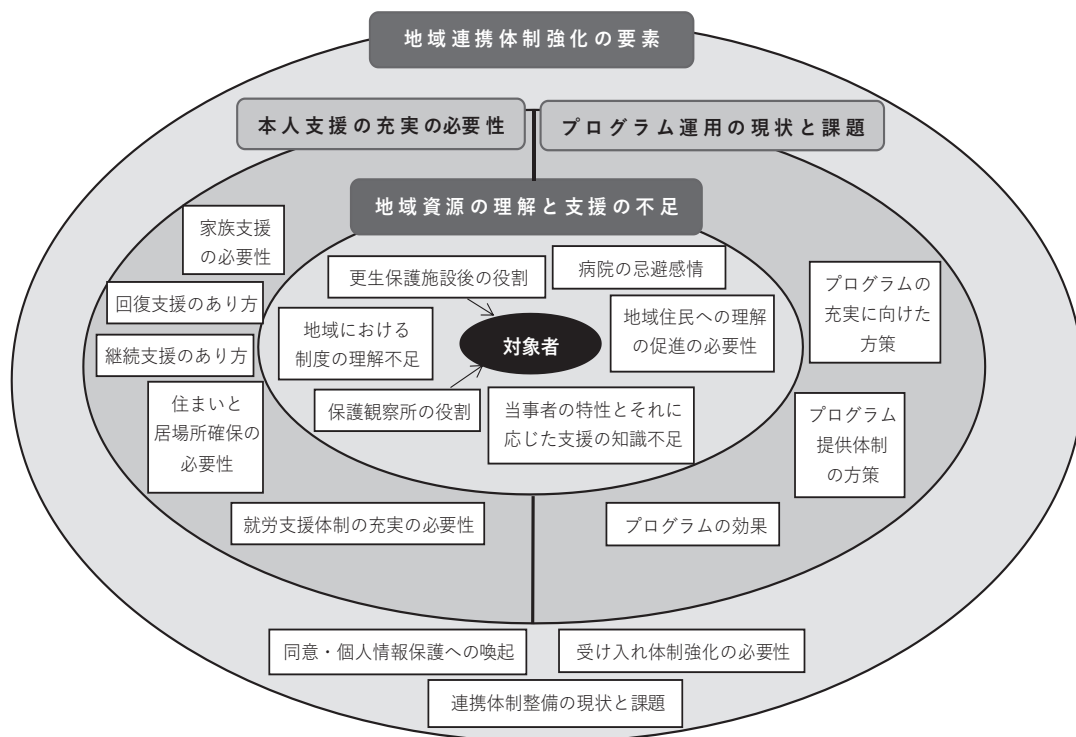 地域連携体制強化の要素
本人支援の充実の必要性
プログラム運用の現状と課題
地域資源の理解と支援の不足
家族支援
の必要性
回復支援のあり方
継続支援のあり方
住まいと
居場所確保の
必要性
就労支援体制の充実の必要性
更生保護施設後の役割
病院の忌避感情
地域における
制度の理解不足
対象者
地域住民への理解
の促進の必要性
保護観察所の役割
当事者の特性とそれに
応じた支援の知識不足
プログラムの
充実に向けた
方策
プログラム
提供体制
の方策
プログラムの効果
同意・個人情報保護への喚起
受け入れ体制強化の必要性
連携体制整備の現状と課題